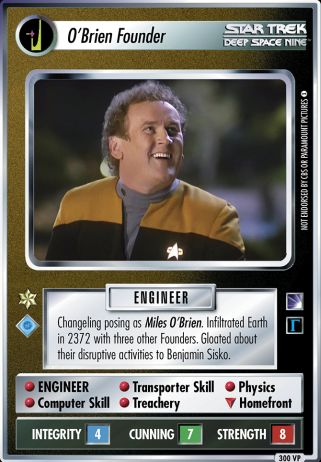 O'Brien Founder
STAR TREK
DEEP SPACE NINE
NOT ENDORSED BY CBS OR PARAMOUNT PICTURES
ENGINEER
Changeling posing as Miles O'Brien. Infiltrated Earth
in 2372 with three other Founders. Gloated about
their disruptive activities to Benjamin Sisko.
ENGINEER Transporter Skill Physics
Computer Skill Treachery Homefront
INTEGRITY 4 CUNNING 7 STRENGTH 8
300 VP